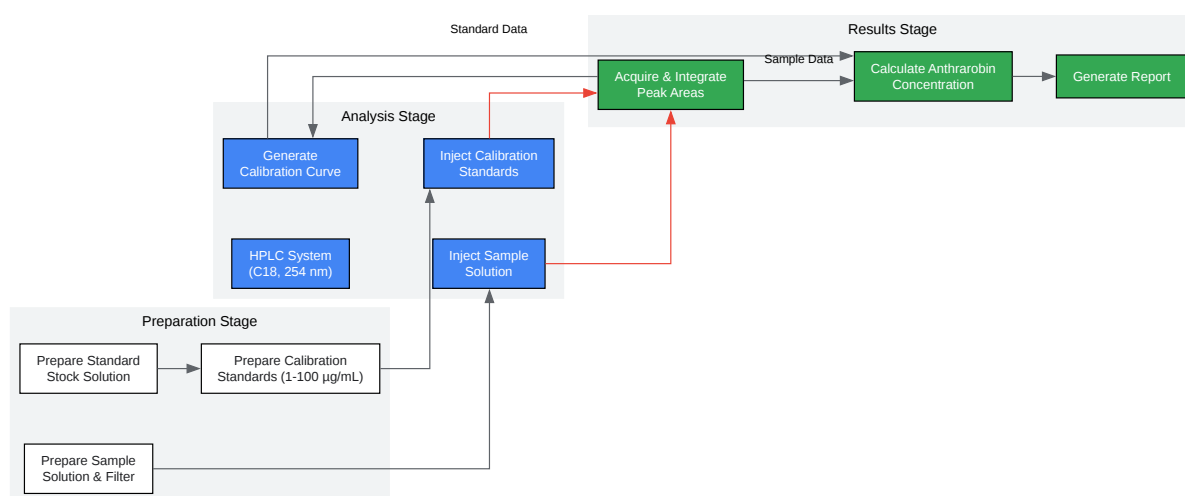 Standard Data
Results Stage
Acquire & Integrate
Peak Areas
Sample Data
Calculate Anthrarobin
Concentration
Generate Report
Analysis Stage
Generate
Calibration Curve
Inject Calibration
Standards
HPLC System
(C18, 254 nm)
Inject Sample
Solution
Preparation Stage
Prepare Standard
Stock Solution
Prepare Calibration
Standards (1-100 µg/mL)
Prepare Sample
Solution & Filter